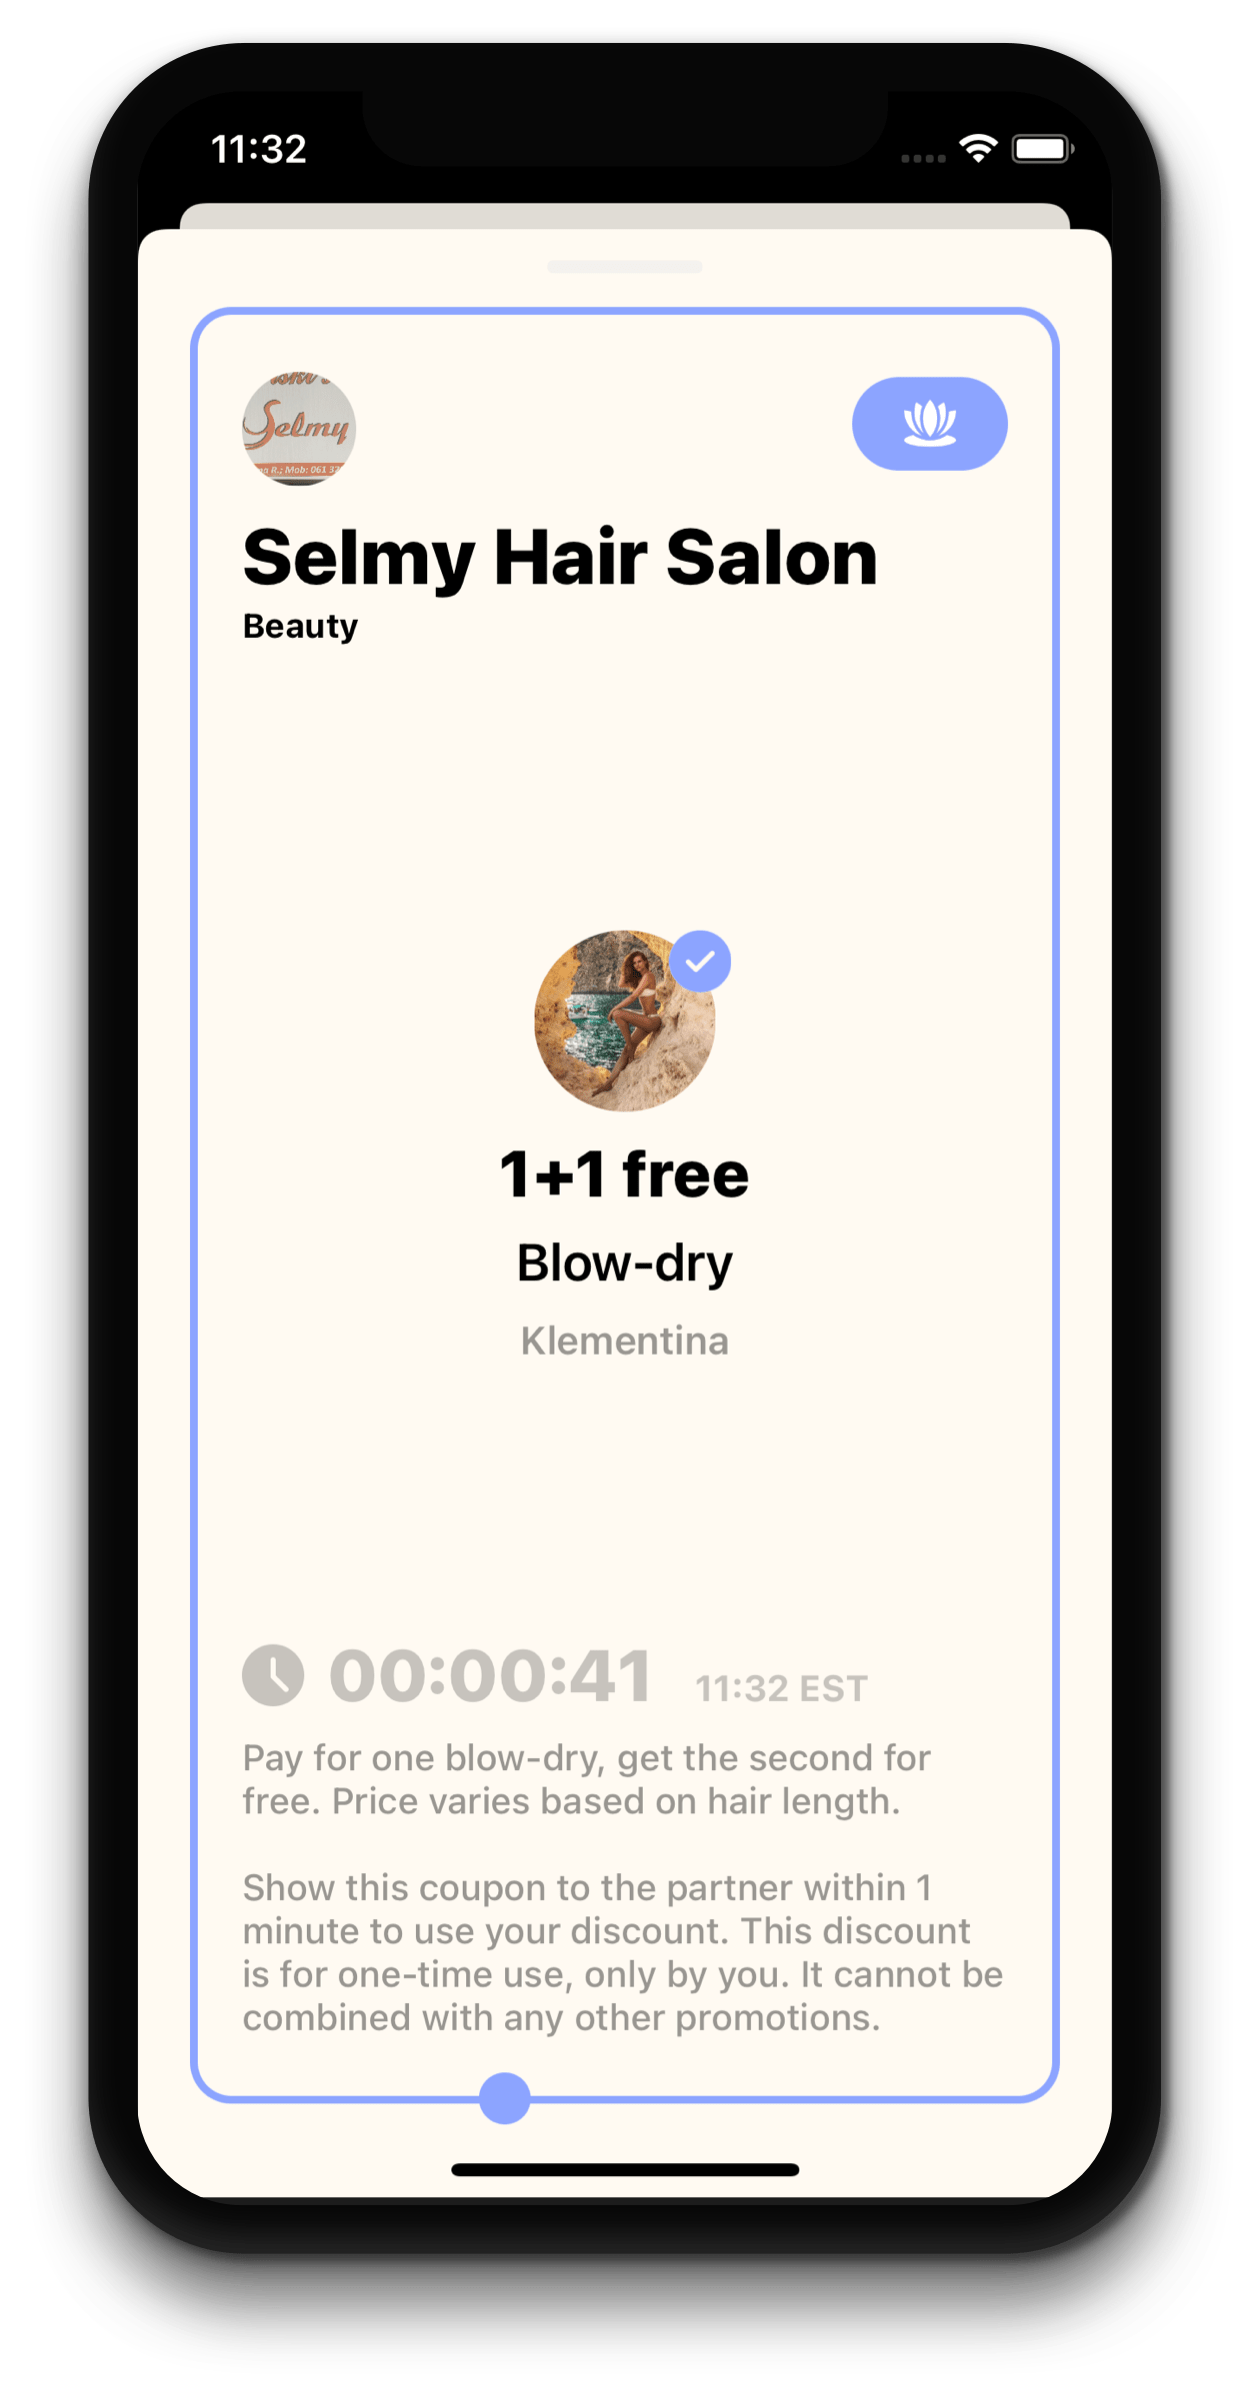 11:32
Selmy
R.; Mob: 061
Selmy Hair Salon
Beauty
1+1 free
Blow-dry
Klementina
00:00:41 11:32 EST
Pay for one blow-dry, get the second for
free. Price varies based on hair length.
Show this coupon to the partner within 1
minute to use your discount. This discount
is for one-time use, only by you. It cannot be
combined with any other promotions.